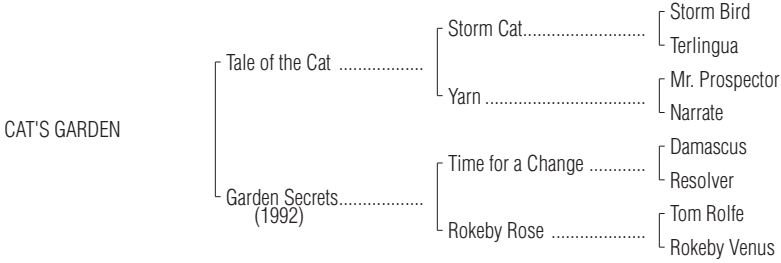 Storm Bird
Storm Cat..........................
Terlingua
Tale of the Cat ..................
Mr. Prospector
Yarn ..................................
Narrate
CAT'S GARDEN
Damascus
Time for a Change ............
Resolver
Garden Secrets..................
(1992)
Tom Rolfe
Rokeby Rose ....................
Rokeby Venus